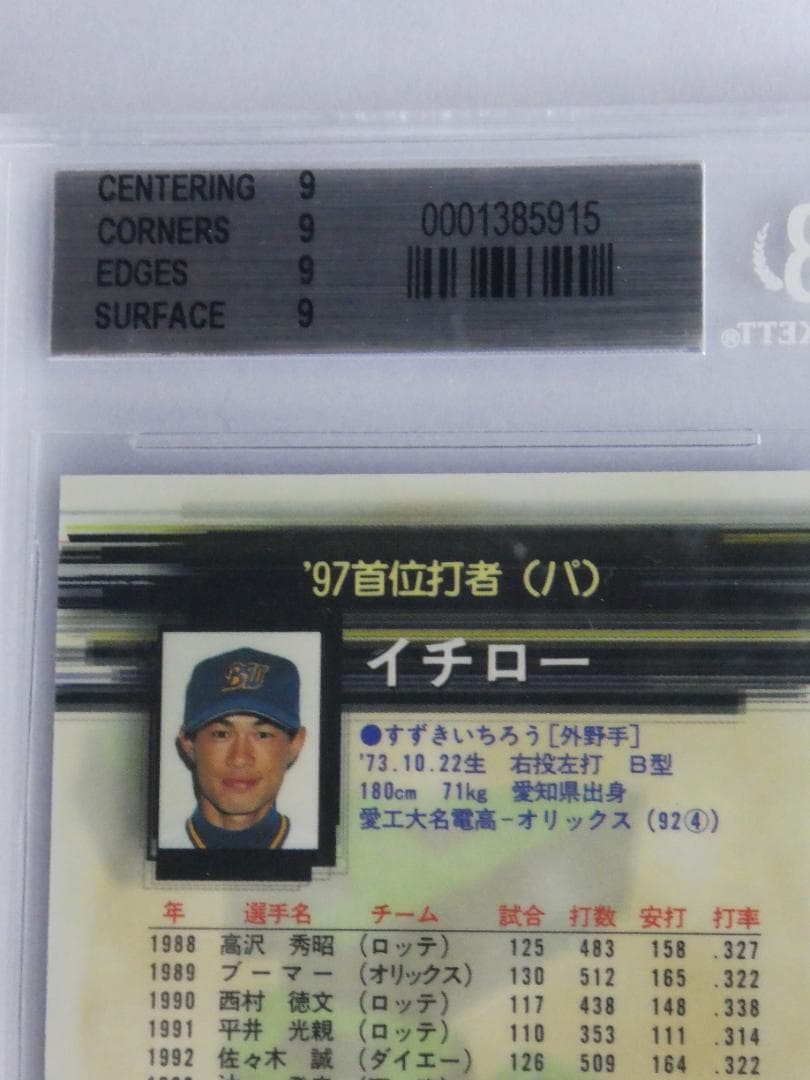 CENTERING 9
CORNERS 9
EDGES 9
SURFACE 9
0001385915
'97首位打者(パ)
イチロー
●すずきいちろう[外野手]
'73.10.22生 右投左打 B型
180cm 71kg 愛知県出身
愛工大名電高−オリックス(92④)
年 選手名 チーム 試合 打数 安打 打率
1988 高沢 秀昭 (ロッテ) 125 483 158 .327
1989 ブーマー (オリックス) 130 512 165 .322
1990 西村 徳文 (ロッテ) 117 438 148 .338
1991 平井 光親 (ロッテ) 110 353 111 .314
1992 佐々木 誠 (ダイエー) 126 509 164 .322